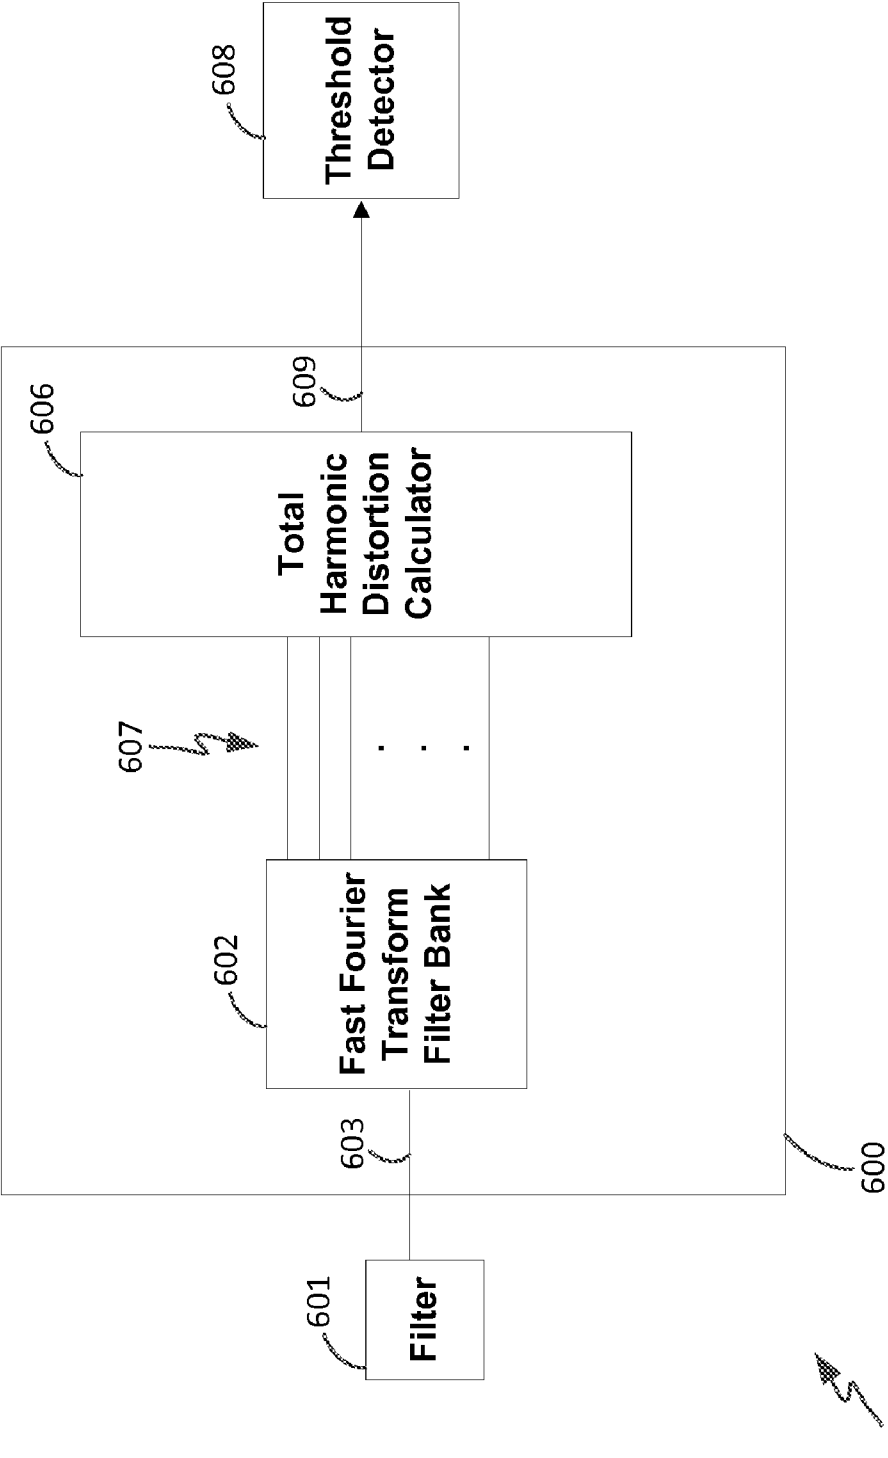 601
Filter
603
602
Fast Fourier
Transform
Filter Bank
607
606
Total
Harmonic
Distortion
Calculator
609
608
Threshold
Detector
600